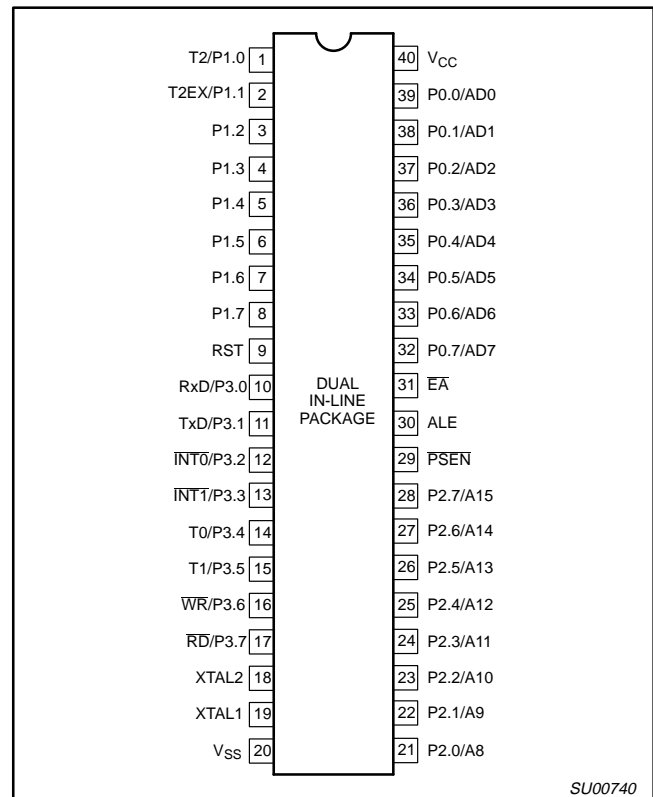 T2/P1.0 1 40 VCC
T2EX/P1.1 2 39 P0.0/AD0
P1.2 3 38 P0.1/AD1
P1.3 4 37 P0.2/AD2
P1.4 5 36 P0.3/AD3
P1.5 6 35 P0.4/AD4
P1.6 7 34 P0.5/AD5
P1.7 8 33 P0.6/AD6
RST 9 32 P0.7/AD7
RxD/P3.0 10 DUAL 31 E̅A̅
IN-LINE
TxD/P3.1 11 PACKAGE 30 ALE
I̅N̅T̅0̅/P3.2 12 29 P̅S̅E̅N̅
I̅N̅T̅1̅/P3.3 13 28 P2.7/A15
T0/P3.4 14 27 P2.6/A14
T1/P3.5 15 26 P2.5/A13
W̅R̅/P3.6 16 25 P2.4/A12
R̅D̅/P3.7 17 24 P2.3/A11
XTAL2 18 23 P2.2/A10
XTAL1 19 22 P2.1/A9
VSS 20 21 P2.0/A8
SU00740